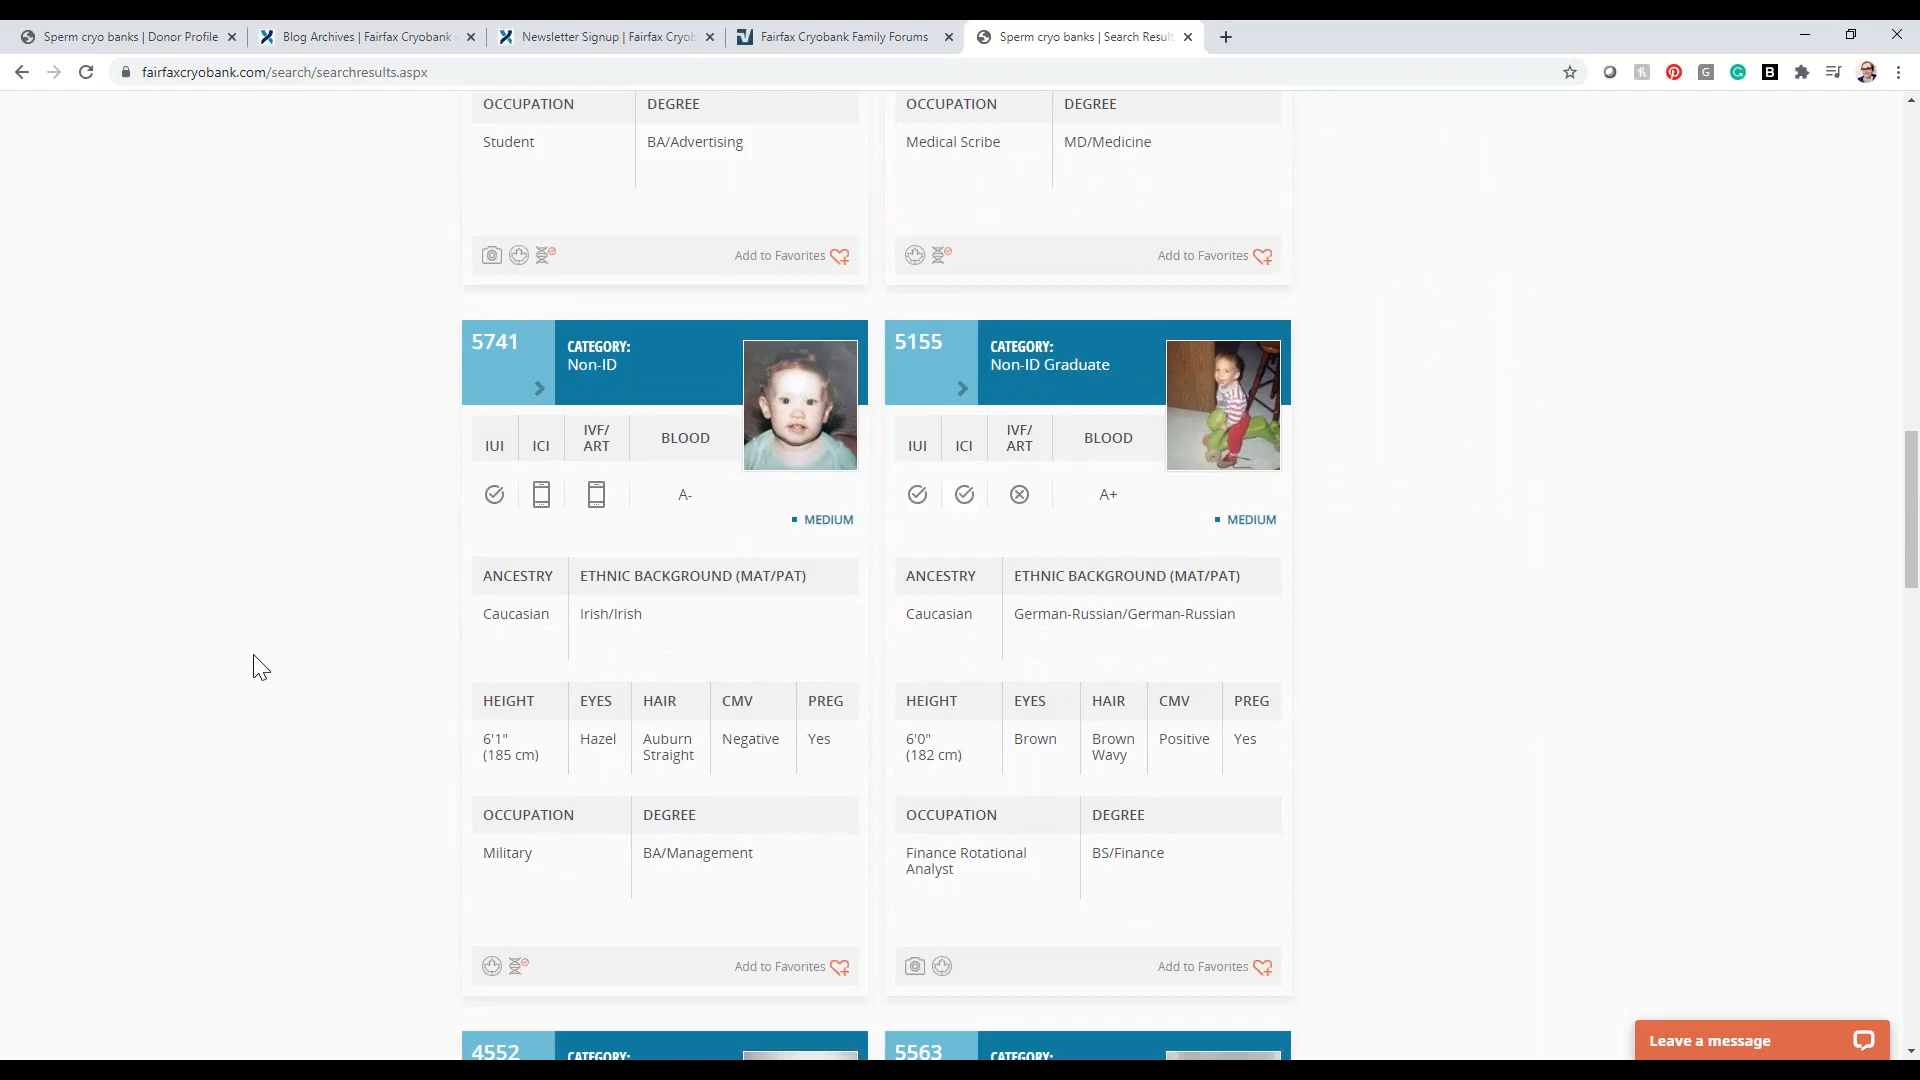 Sperm cryo banks | Donor Profile
Blog Archives | Fairfax Cryobank -
Newsletter Signup | Fairfax Cryob
Fairfax Cryobank Family Forums
Sperm cryo banks | Search Result
fairfaxcryobank.com/search/searchresults.aspx
OCCUPATION DEGREE
Student BA/Advertising
Add to Favorites
OCCUPATION DEGREE
Medical Scribe MD/Medicine
Add to Favorites
5741
CATEGORY:
Non-ID
IUI ICI IVF/ART BLOOD
A-
MEDIUM
ANCESTRY ETHNIC BACKGROUND (MAT/PAT)
Caucasian Irish/Irish
HEIGHT EYES HAIR CMV PREG
6'1" Hazel Auburn Negative Yes
(185 cm) Straight
OCCUPATION DEGREE
Military BA/Management
Add to Favorites
5155
CATEGORY:
Non-ID Graduate
IUI ICI IVF/ART BLOOD
A+
MEDIUM
ANCESTRY ETHNIC BACKGROUND (MAT/PAT)
Caucasian German-Russian/German-Russian
HEIGHT EYES HAIR CMV PREG
6'0" Brown Brown Positive Yes
(182 cm) Wavy
OCCUPATION DEGREE
Finance Rotational BS/Finance
Analyst
Add to Favorites
4552
CATEGORY:
5563
CATEGORY:
Leave a message